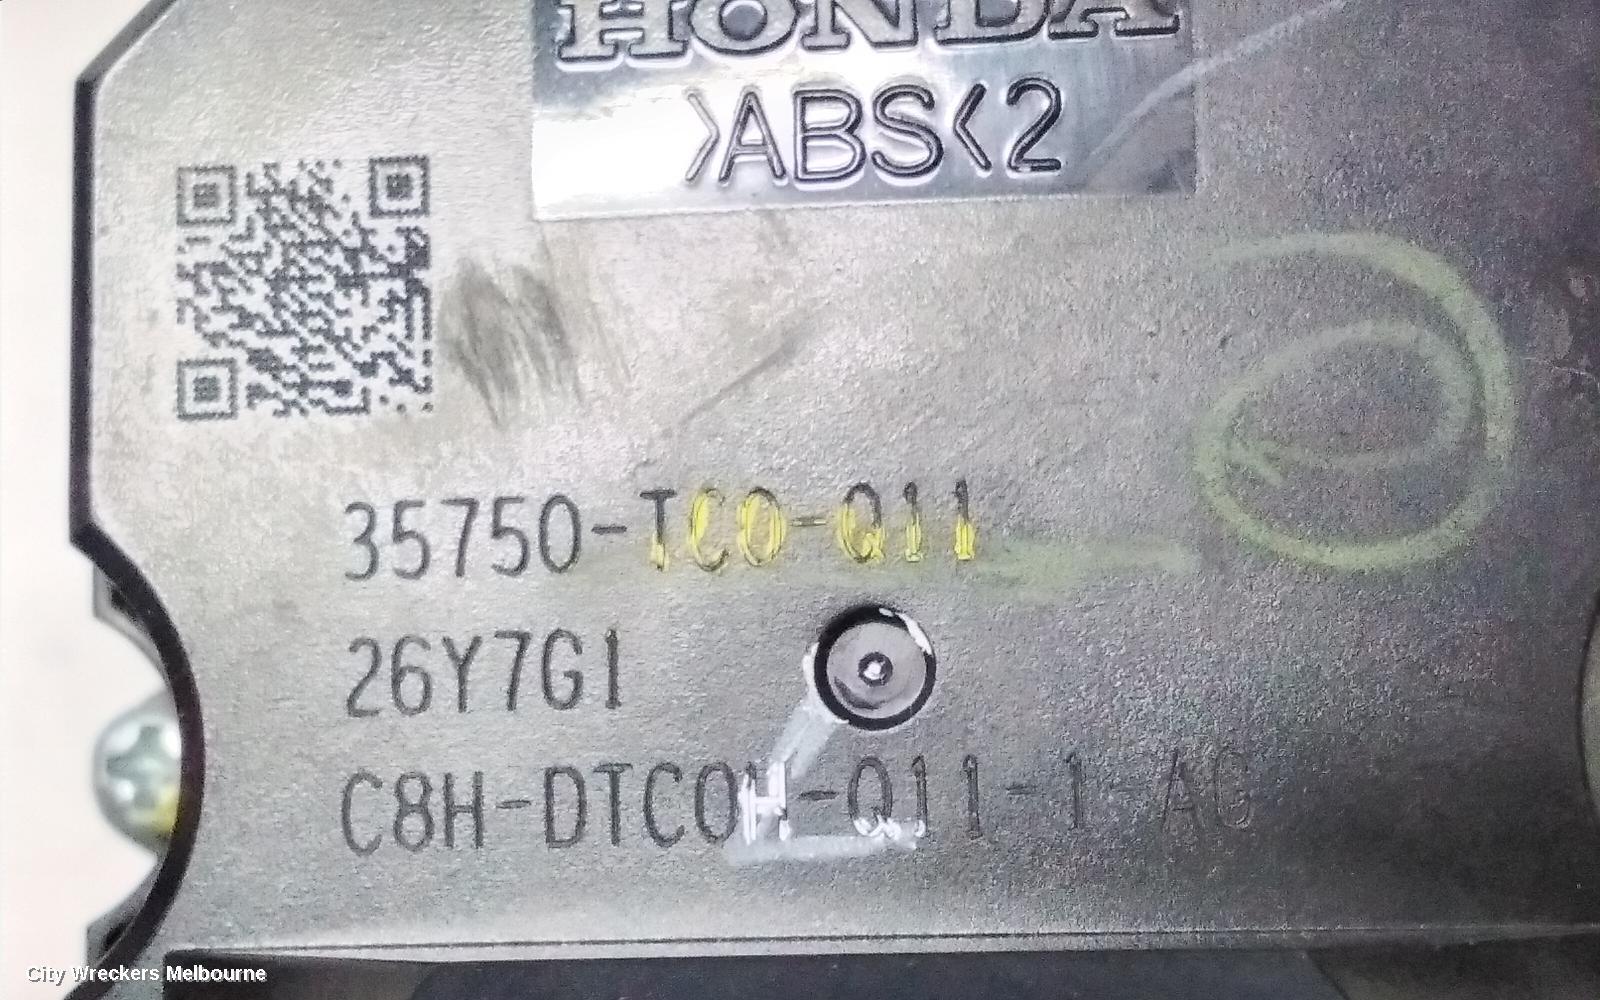 HONDA
>ABS<2
35750-TC0-Q11
26Y7G1
C8H-DTC0H-Q11-1-AG
City Wreckers Melbourne